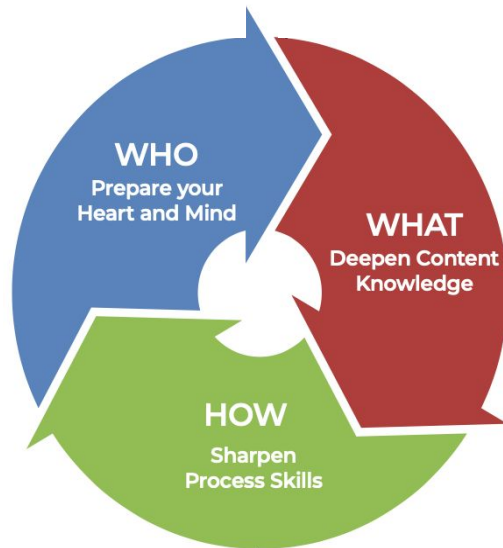 WHO
Prepare your
Heart and Mind
WHAT
Deepen Content
Knowledge
HOW
Sharpen
Process Skills